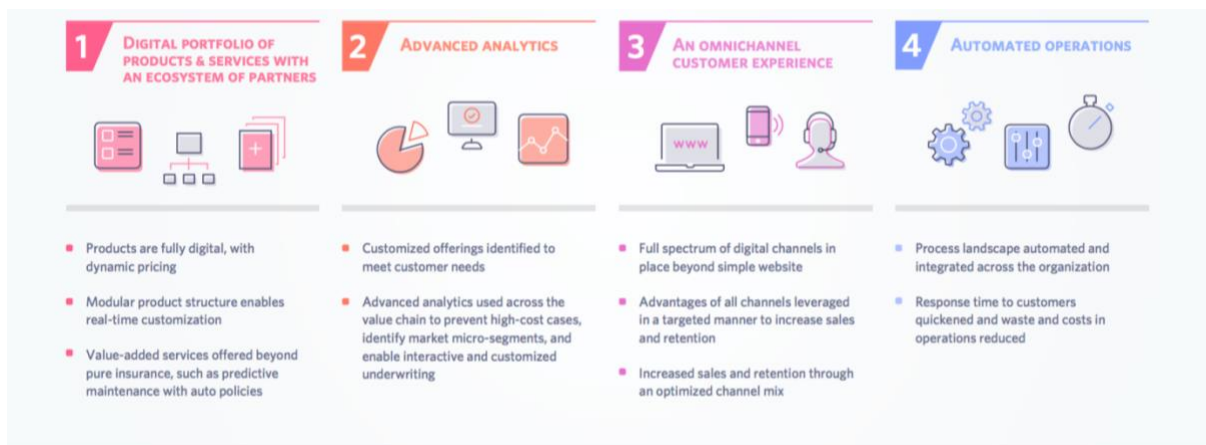 1
DIGITAL PORTFOLIO OF
PRODUCTS & SERVICES WITH
AN ECOSYSTEM OF PARTNERS
Products are fully digital, with
dynamic pricing
Modular product structure enables
real-time customization
Value-added services offered beyond
pure insurance, such as predictive
maintenance with auto policies
2
ADVANCED ANALYTICS
Customized offerings identified to
meet customer needs
Advanced analytics used across the
value chain to prevent high-cost cases,
identify market micro-segments, and
enable interactive and customized
underwriting
3
AN OMNICHANNEL
CUSTOMER EXPERIENCE
WWW
Full spectrum of digital channels in
place beyond simple website
Advantages of all channels leveraged
in a targeted manner to increase sales
and retention
Increased sales and retention through
an optimized channel mix
4
AUTOMATED OPERATIONS
Process landscape automated and
integrated across the organization
Response time to customers
quickened and waste and costs in
operations reduced